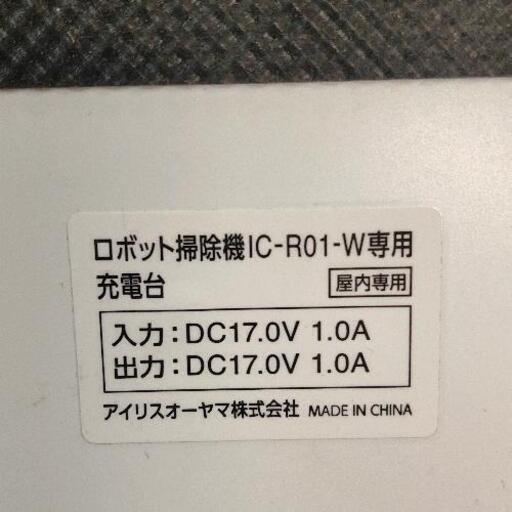 ロボット掃除機IC-R01-W専用
充電台 屋内専用
入力：DC17.0V 1.0A
出力：DC17.0V 1.0A
アイリスオーヤマ株式会社 MADE IN CHINA